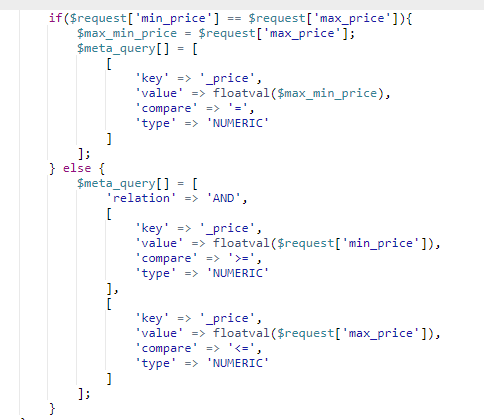 if($request['min_price'] == $request['max_price']){
$max_min_price = $request['max_price'];
$meta_query[] = [
[
'key' => '_price',
'value' => floatval($max_min_price),
'compare' => '=',
'type' => 'NUMERIC'
]
];
} else {
$meta_query[] = [
'relation' => 'AND',
[
'key' => '_price',
'value' => floatval($request['min_price']),
'compare' => '>=',
'type' => 'NUMERIC'
],
[
'key' => '_price',
'value' => floatval($request['max_price']),
'compare' => '<=',
'type' => 'NUMERIC'
]
];
}